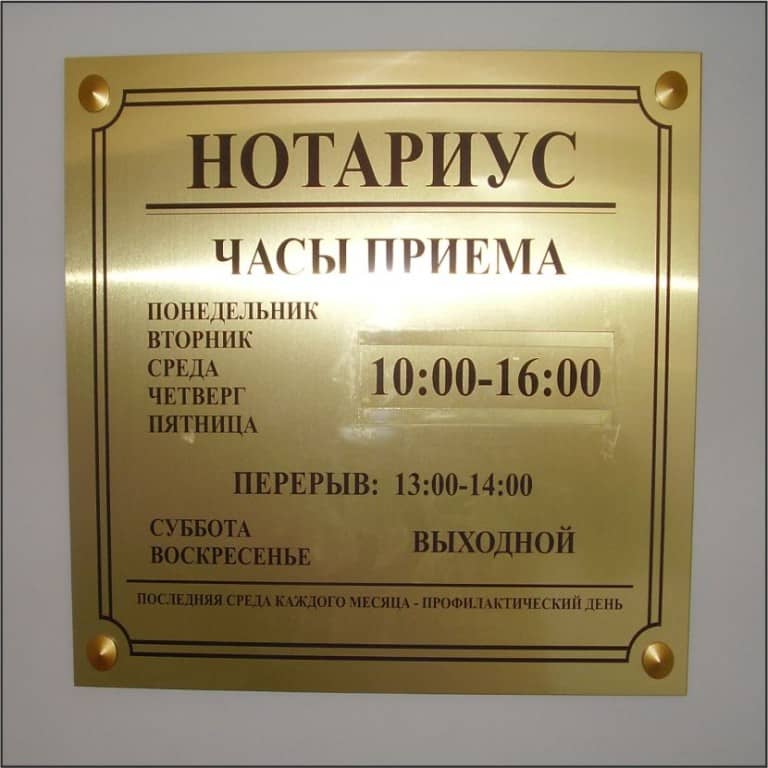 НОТАРИУС
ЧАСЫ ПРИЕМА
ПОНЕДЕЛЬНИК
ВТОРНИК
СРЕДА
ЧЕТВЕРГ
ПЯТНИЦА
10:00-16:00
ПЕРЕРЫВ: 13:00-14:00
СУББОТА
ВОСКРЕСЕНЬЕ
ВЫХОДНОЙ
ПОСЛЕДНЯЯ СРЕДА КАЖДОГО МЕСЯЦА - ПРОФИЛАКТИЧЕСКИЙ ДЕНЬ